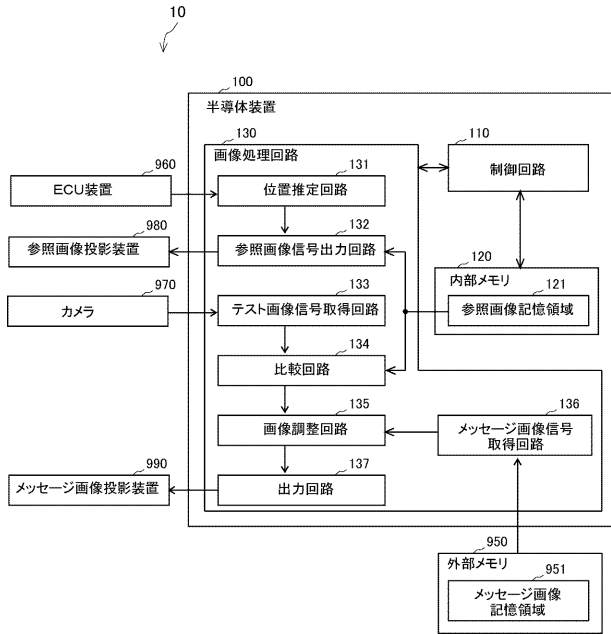 10
100
半導体装置
130
画像処理回路
110
制御回路
960
ECU装置
131
位置推定回路
980
参照画像投影装置
132
参照画像信号出力回路
120
内部メモリ
121
参照画像記憶領域
970
カメラ
133
テスト画像信号取得回路
134
比較回路
135
画像調整回路
136
メッセージ画像信号
取得回路
990
メッセージ画像投影装置
137
出力回路
950
外部メモリ
951
メッセージ画像
記憶領域